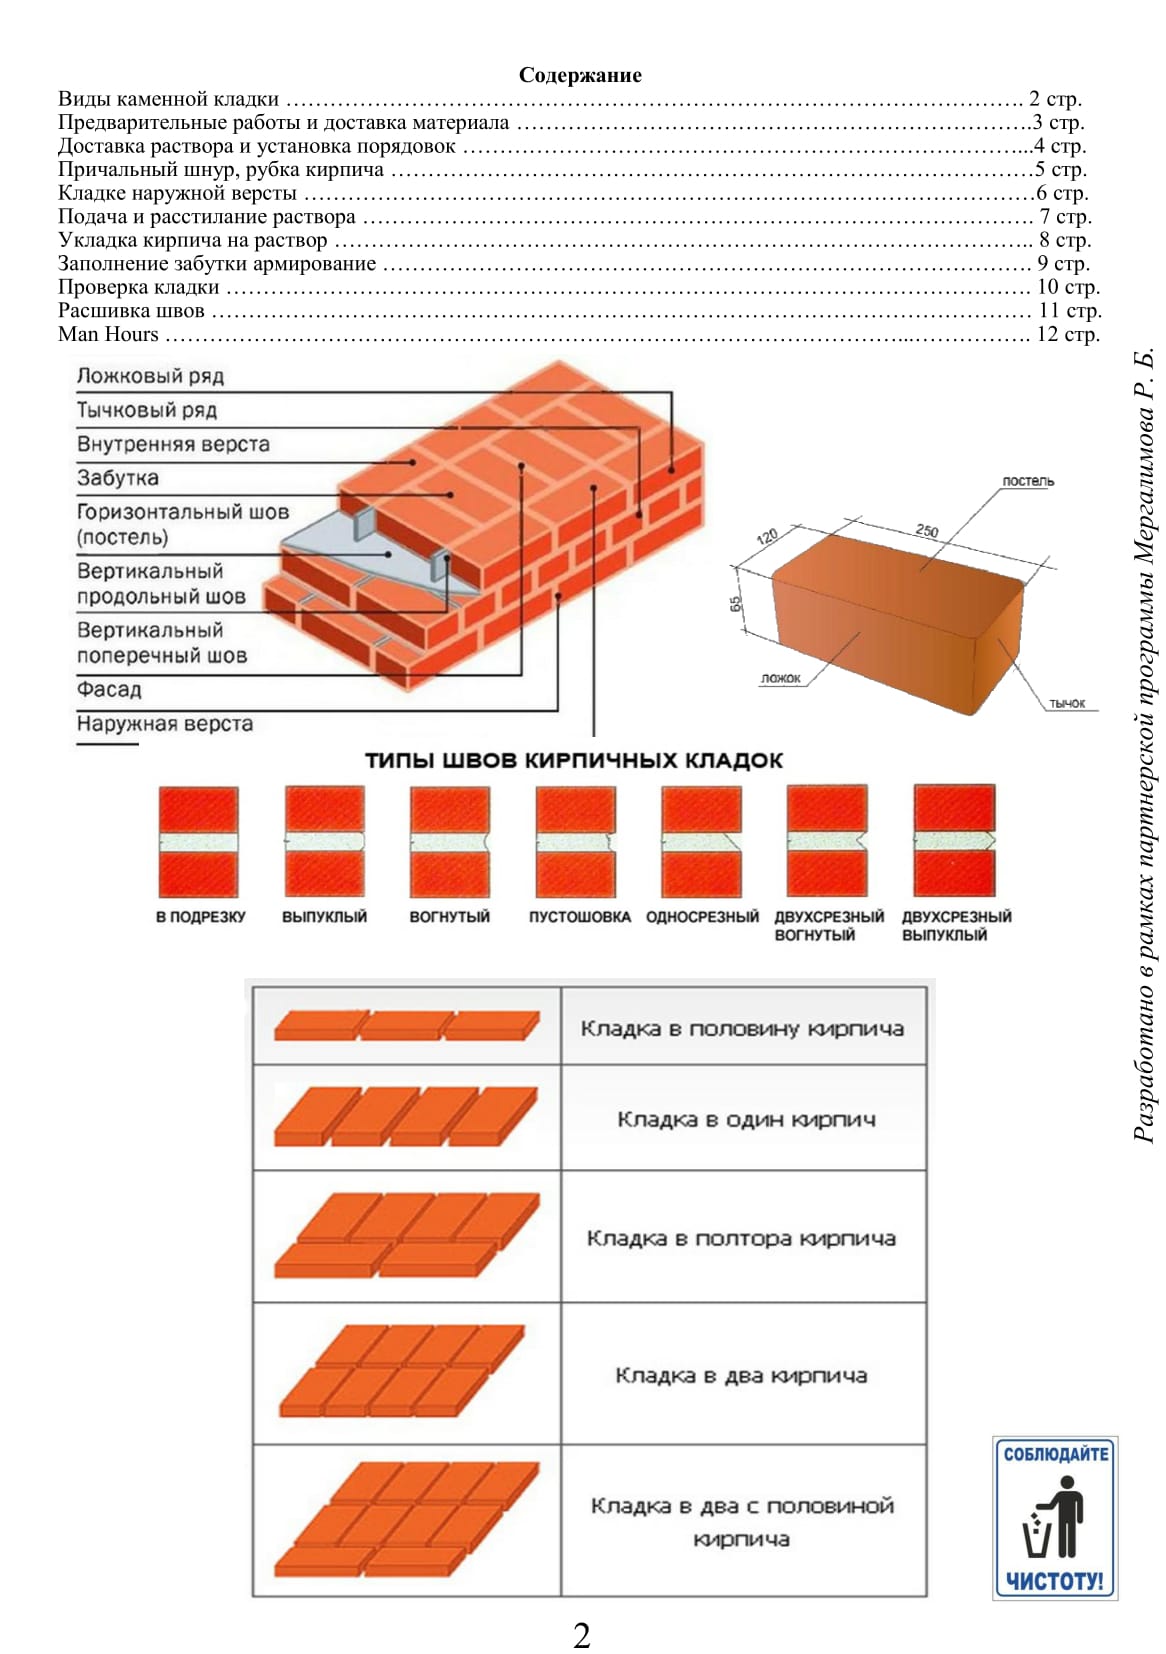 Содержание
Виды каменной кладки ………………………………………………………………………………………. 2 стр.
Предварительные работы и доставка материала …………………………………………………………….3 стр.
Доставка раствора и установка порядовок …………………………………………………………………...4 стр.
Причальный шнур, рубка кирпича ……………………………………………………………………………5 стр.
Кладке наружной версты ………………………………………………………………………………………6 стр.
Подача и расстилание раствора ……………………………………………………………………………… 7 стр.
Укладка кирпича на раствор ………………………………………………………………………………….. 8 стр.
Заполнение забутки армирование …………………………………………………………………………… 9 стр.
Проверка кладки ……………………………………………………………………………………………… 10 стр.
Расшивка швов ………………………………………………………………………………………………… 11 стр.
Man Hours ………………………………………………………………………………………...……………. 12 стр.
Ложковый ряд
Тычковый ряд
Внутренняя верста
Забутка
Горизонтальный шов
(постель)
Вертикальный
продольный шов
Вертикальный
поперечный шов
Фасад
Наружная верста
постель
120
250
65
ложок
тычок
ТИПЫ ШВОВ КИРПИЧНЫХ КЛАДОК
В ПОДРЕЗКУ ВЫПУКЛЫЙ ВОГНУТЫЙ ПУСТОШОВКА ОДНОСРЕЗНЫЙ ДВУХСРЕЗНЫЙ ДВУХСРЕЗНЫЙ
ВОГНУТЫЙ ВЫПУКЛЫЙ
Кладка в половину кирпича
Кладка в один кирпич
Кладка в полтора кирпича
Кладка в два кирпича
Кладка в два с половиной
кирпича
СОБЛЮДАЙТЕ
ЧИСТОТУ!
Разработано в рамках партнерской программы Мергалимова Р. Б.
2